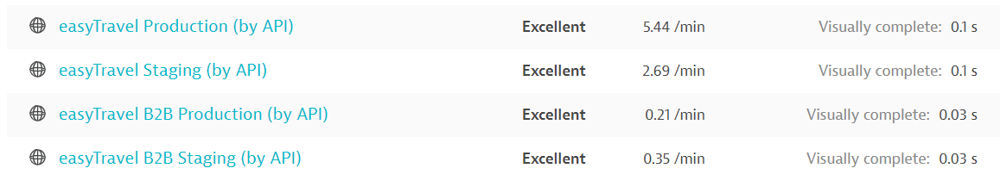 easyTravel Production (by API) Excellent 5.44 /min Visually complete: 0.1 s
easyTravel Staging (by API) Excellent 2.69 /min Visually complete: 0.1 s
easyTravel B2B Production (by API) Excellent 0.21 /min Visually complete: 0.03 s
easyTravel B2B Staging (by API) Excellent 0.35 /min Visually complete: 0.03 s